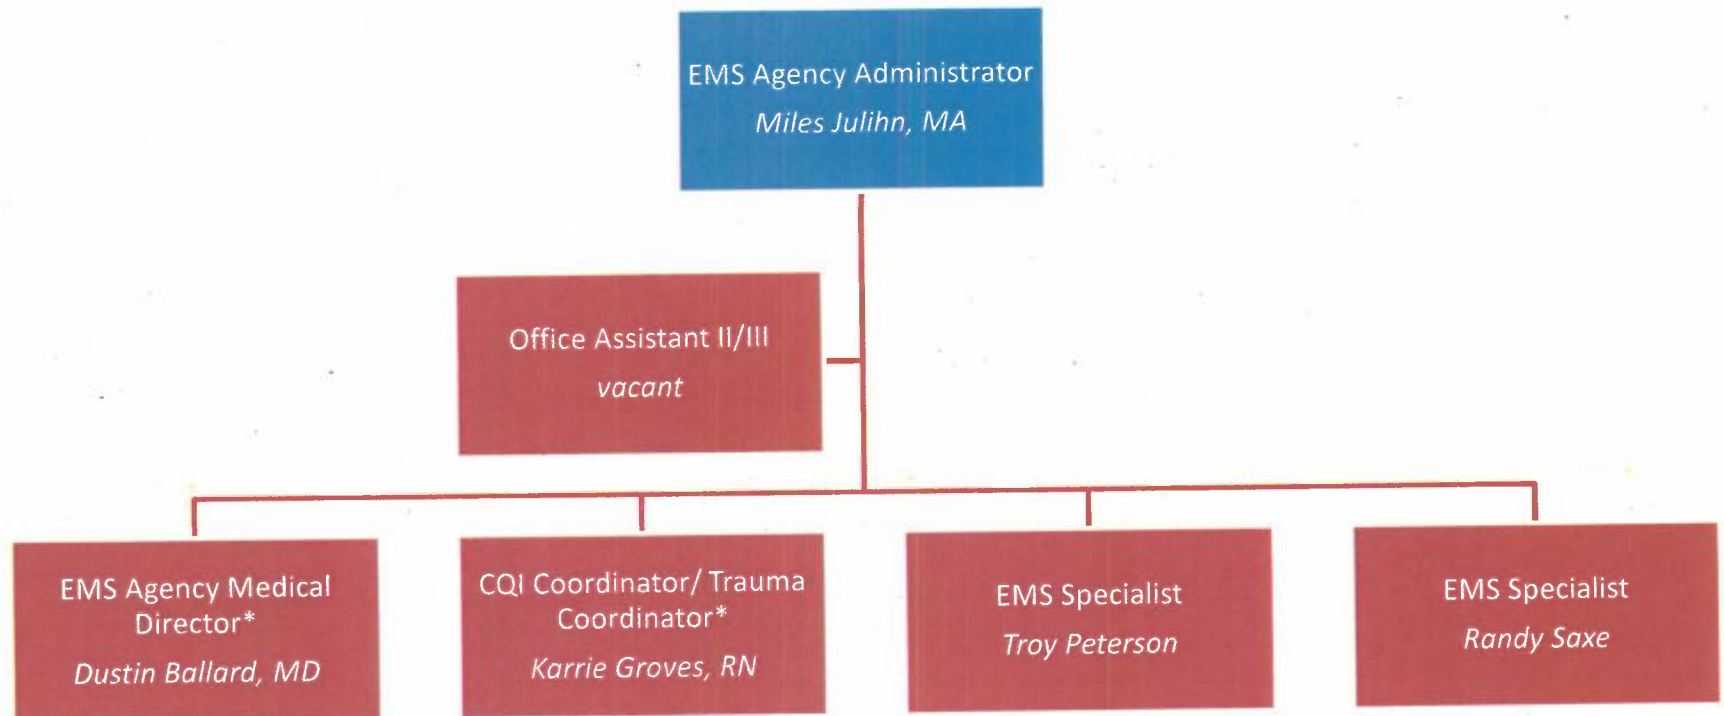 EMS Agency Administrator
Miles Julihn, MA
Office Assistant II/III
vacant
EMS Agency Medical
Director*
Dustin Ballard, MD
CQI Coordinator/ Trauma
Coordinator*
Karrie Groves, RN
EMS Specialist
Troy Peterson
EMS Specialist
Randy Saxe